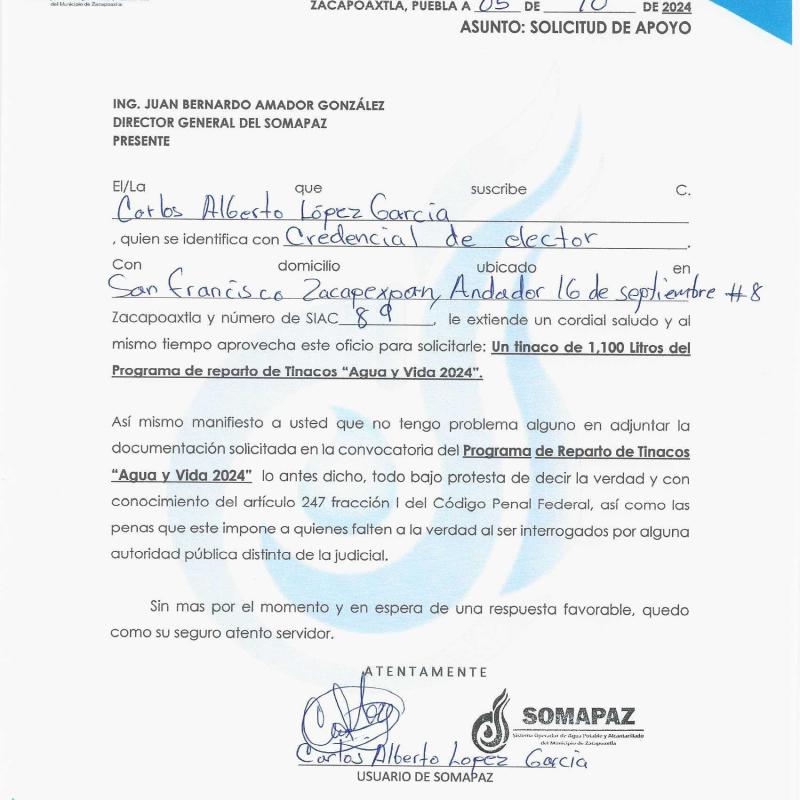 del Municipio de Zacapoaxtla
ZACAPOAXTLA, PUEBLA A 05 DE 10 DE 2024
ASUNTO: SOLICITUD DE APOYO
ING. JUAN BERNARDO AMADOR GONZÁLEZ
DIRECTOR GENERAL DEL SOMAPAZ
PRESENTE
El/La que suscribe C.
Carlos Alberto López García
, quien se identifica con Credencial de elector .
Con domicilio ubicado en
San Francisco Zacapexpan, Andador 16 de septiembre #8
Zacapoaxtla y número de SIAC 89 , le extiende un cordial saludo y al
mismo tiempo aprovecha este oficio para solicitarle: Un tinaco de 1,100 Litros del
Programa de reparto de Tinacos “Agua y Vida 2024”.
Así mismo manifiesto a usted que no tengo problema alguno en adjuntar la
documentación solicitada en la convocatoria del Programa de Reparto de Tinacos
“Agua y Vida 2024” lo antes dicho, todo bajo protesta de decir la verdad y con
conocimiento del artículo 247 fracción I del Código Penal Federal, así como las
penas que este impone a quienes falten a la verdad al ser interrogados por alguna
autoridad pública distinta de la judicial.
Sin mas por el momento y en espera de una respuesta favorable, quedo
como su seguro atento servidor.
ATENTAMENTE
SOMAPAZ
Sistema Operador de Agua Potable y Alcantarillado
del Municipio de Zacapoaxtla
Carlos Alberto Lopez Garcia
USUARIO DE SOMAPAZ